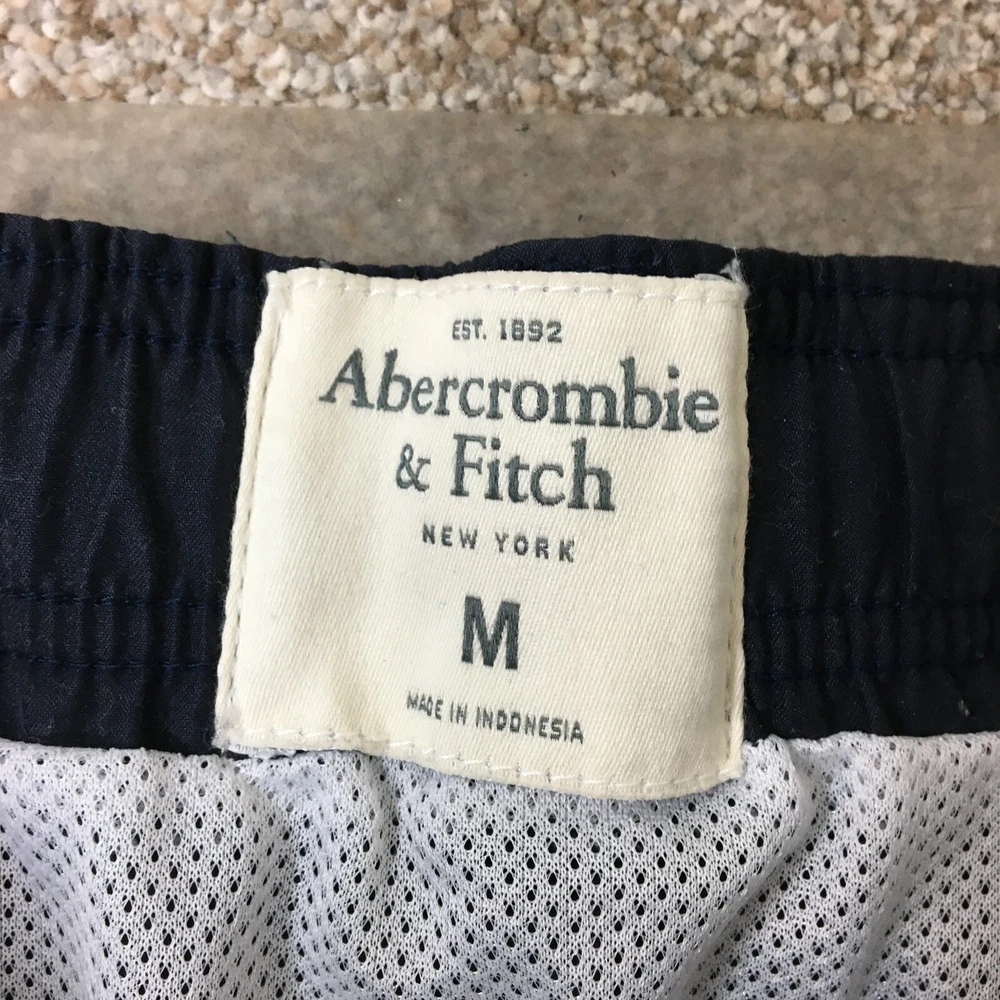 EST. 1892
Abercrombie
& Fitch
NEW YORK
M
MADE IN INDONESIA